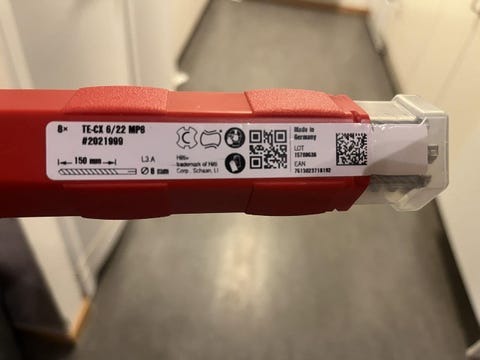 8x TE-CX 6/22 MP8
#2021999
150 mm
L3.A
Ø 6 mm
Hilti=
trademark of Hilti
Corp., Schaan, LI
Made in
Germany
LOT
EAN